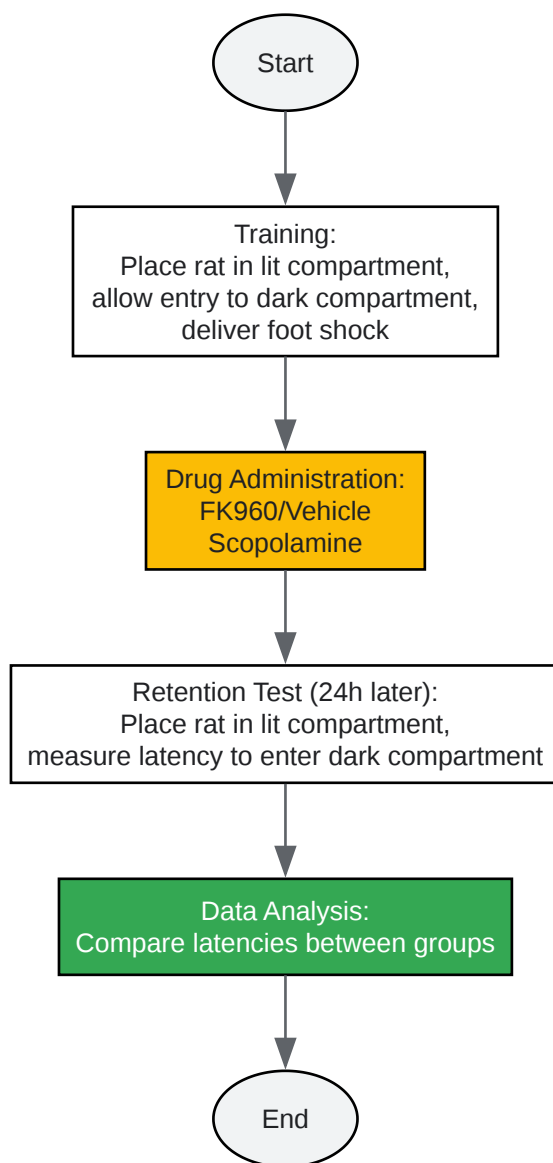 Start
Training:
Place rat in lit compartment,
allow entry to dark compartment,
deliver foot shock
Drug Administration:
FK960/Vehicle
Scopolamine
Retention Test (24h later):
Place rat in lit compartment,
measure latency to enter dark compartment
Data Analysis:
Compare latencies between groups
End